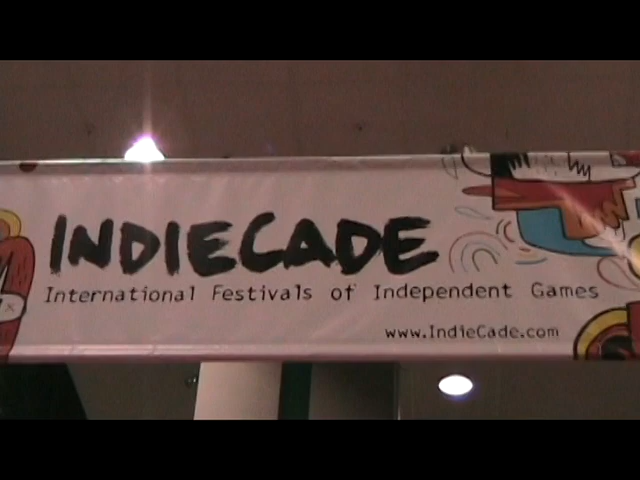 INDIECADE
International Festivals of Independent Games
www.IndieCade.com